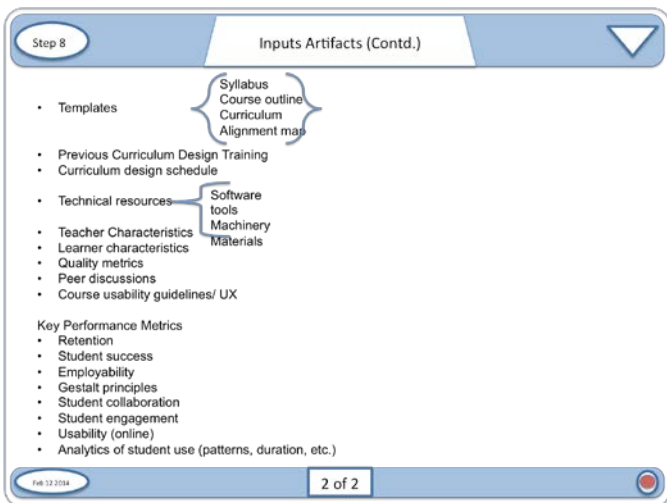 Step 8
Inputs Artifacts (Contd.)
• Templates
Syllabus
Course outline
Curriculum
Alignment map
• Previous Curriculum Design Training
• Curriculum design schedule
• Technical resources
Software
tools
Machinery
Materials
• Teacher Characteristics
• Learner characteristics
• Quality metrics
• Peer discussions
• Course usability guidelines/ UX
Key Performance Metrics
• Retention
• Student success
• Employability
• Gestalt principles
• Student collaboration
• Student engagement
• Usability (online)
• Analytics of student use (patterns, duration, etc.)
Feb 12 2014
2 of 2